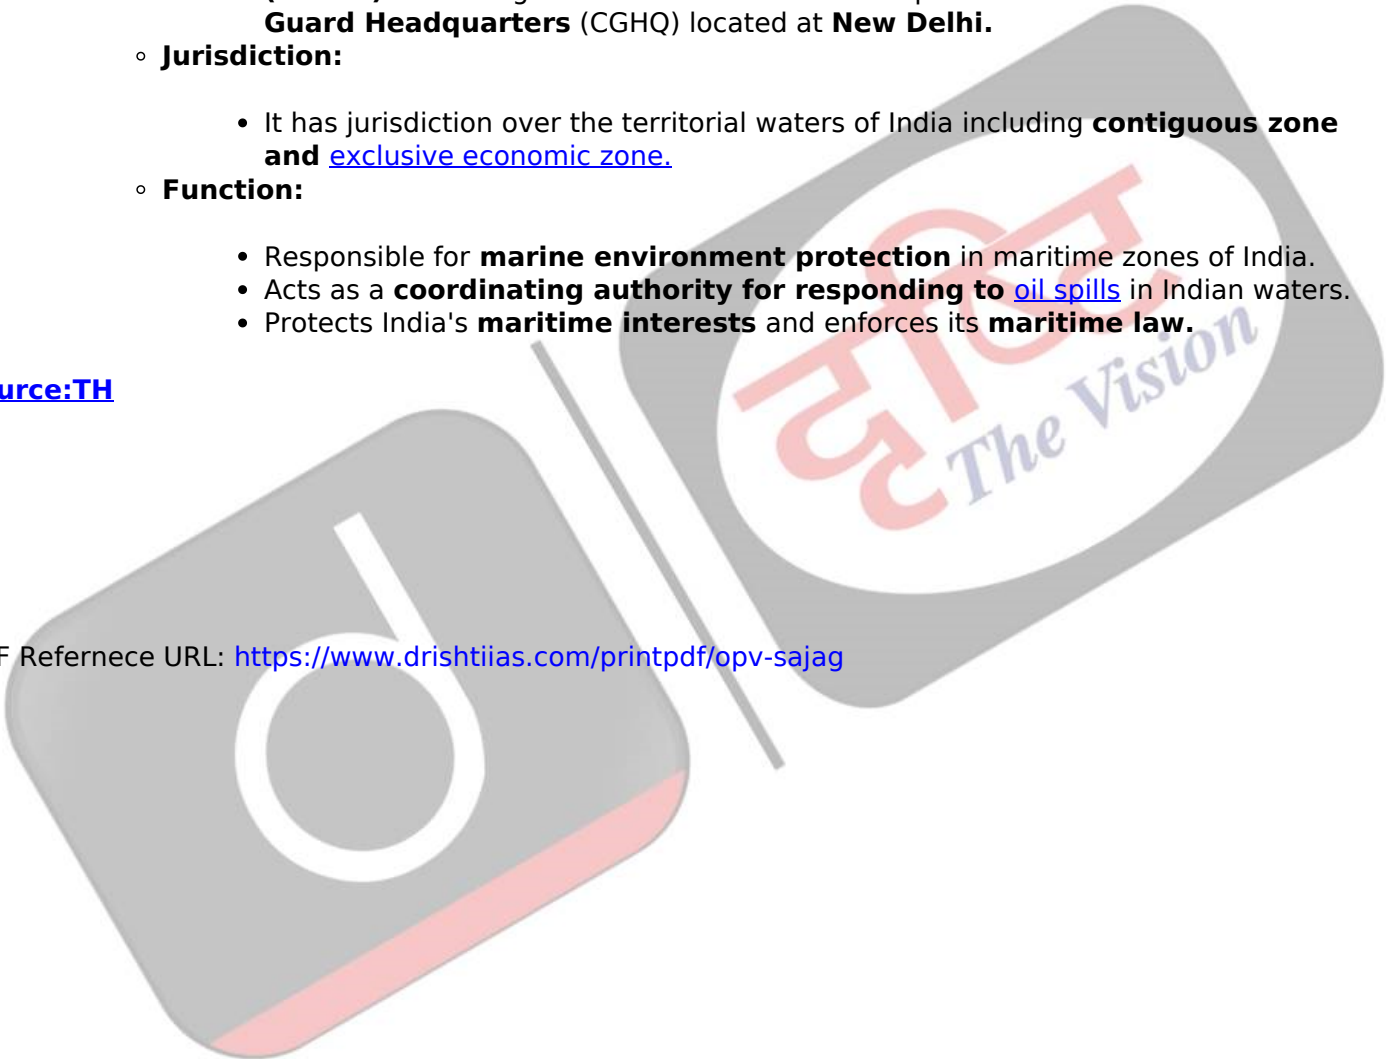 Guard Headquarters (CGHQ) located at New Delhi.
Jurisdiction:
It has jurisdiction over the territorial waters of India including contiguous zone
and exclusive economic zone.
Function:
Responsible for marine environment protection in maritime zones of India.
Acts as a coordinating authority for responding to oil spills in Indian waters.
Protects India's maritime interests and enforces its maritime law.
urce:TH
दृष्टि
The Vision
d
F Refernece URL: https://www.drishtiias.com/printpdf/opv-sajag